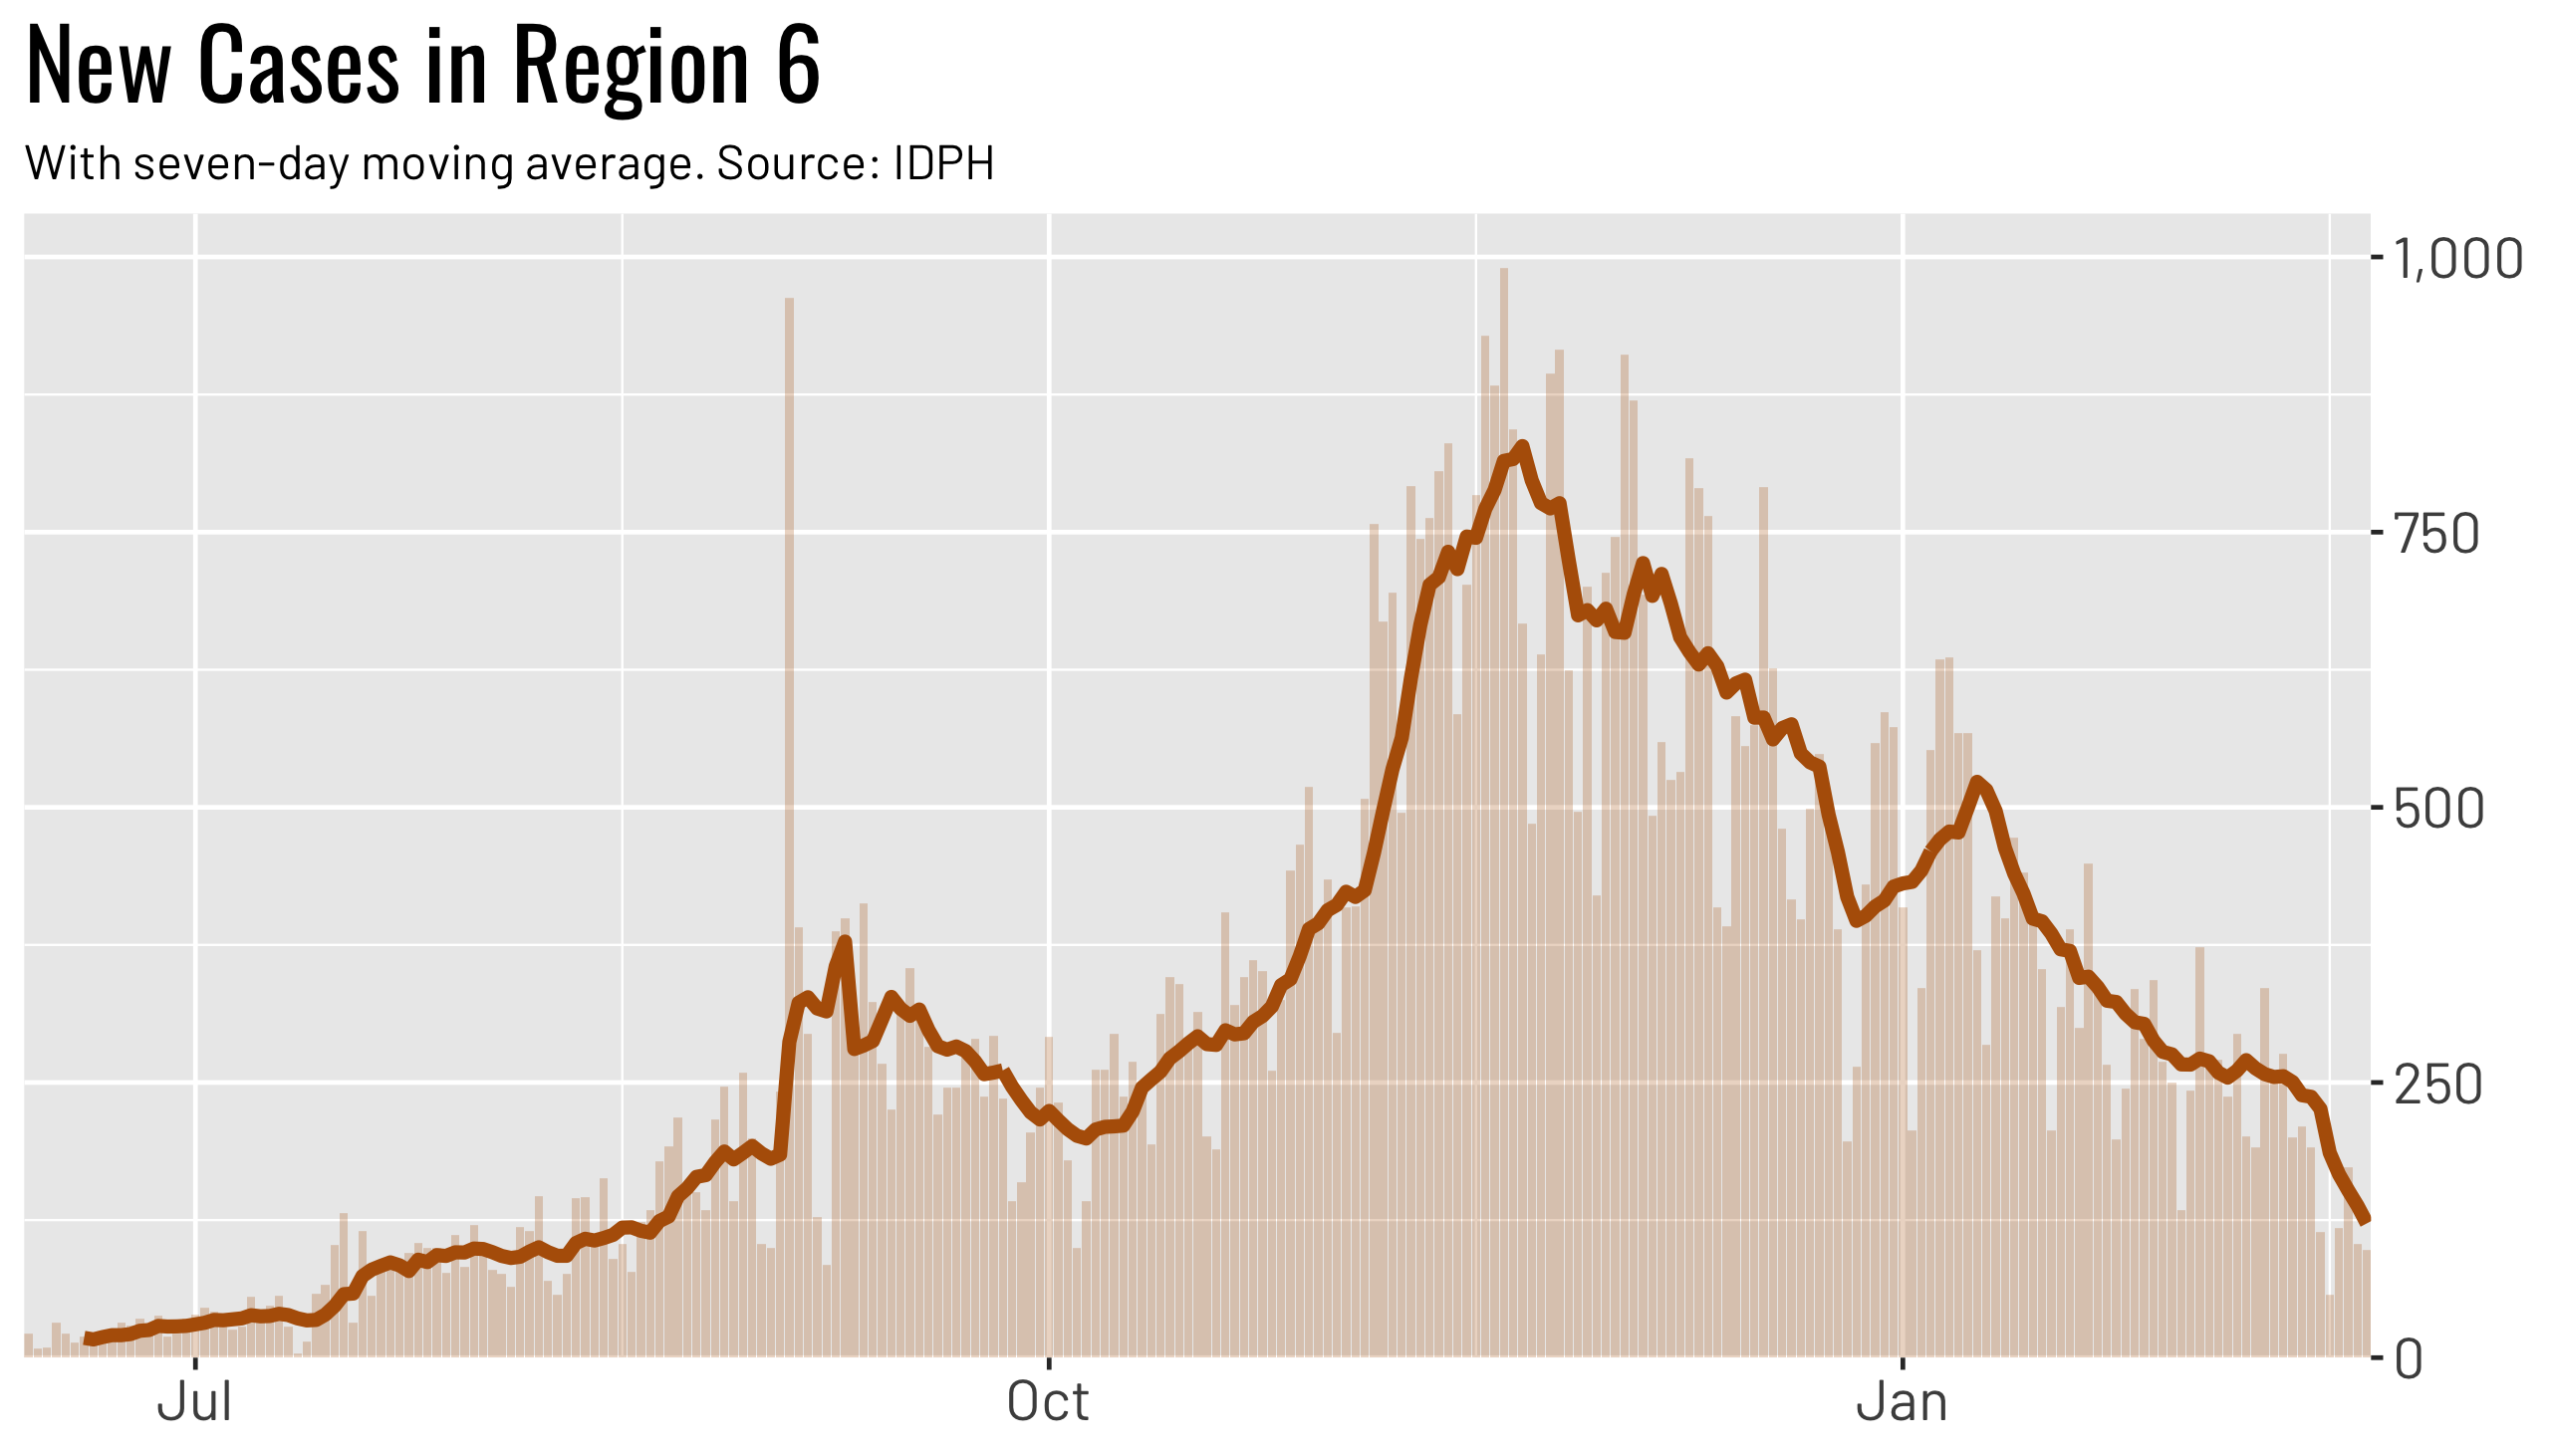 New Cases in Region 6
With seven-day moving average. Source: IDPH
1,000
750
500
250
0
Jul Oct Jan